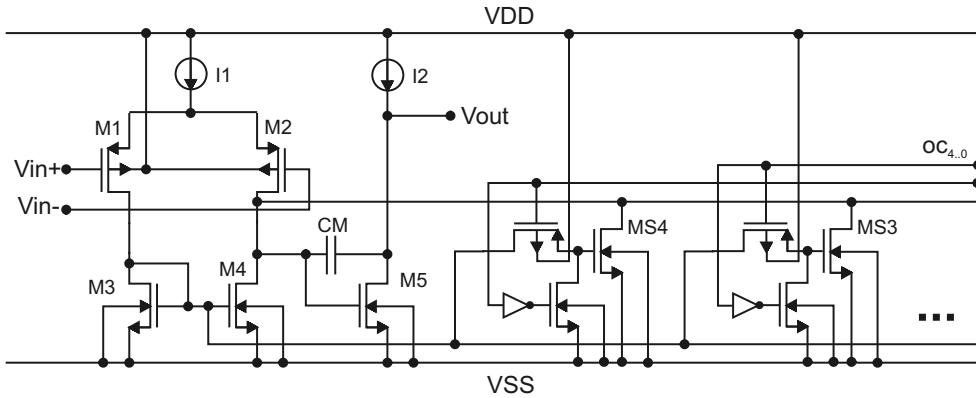 VDD
I1
I2
M1
M2
Vout
Vin+
Vin-
OC4..0
CM
MS4
MS3
M3
M4
M5
...
VSS